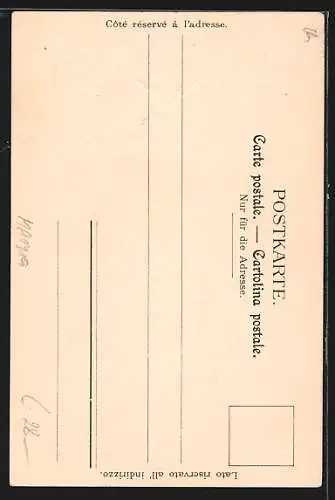 POSTKARTE.
Carte postale. — Cartolina postale.
Nur für die Adresse.
Côté réservé á l'adresse.
Lato riservato all' indirizzo.